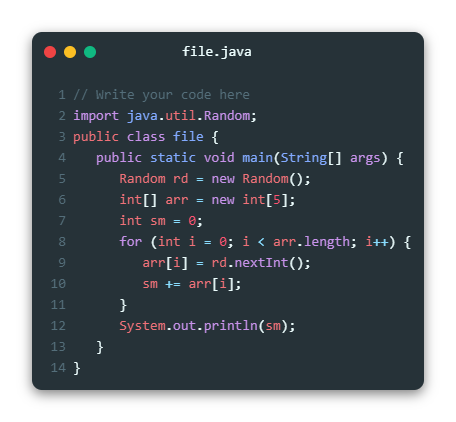 file.java
1 // Write your code here
2 import java.util.Random;
3 public class file {
4    public static void main(String[] args) {
5       Random rd = new Random();
6       int[] arr = new int[5];
7       int sm = 0;
8       for (int i = 0; i < arr.length; i++) {
9          arr[i] = rd.nextInt();
10          sm += arr[i];
11       }
12       System.out.println(sm);
13    }
14 }